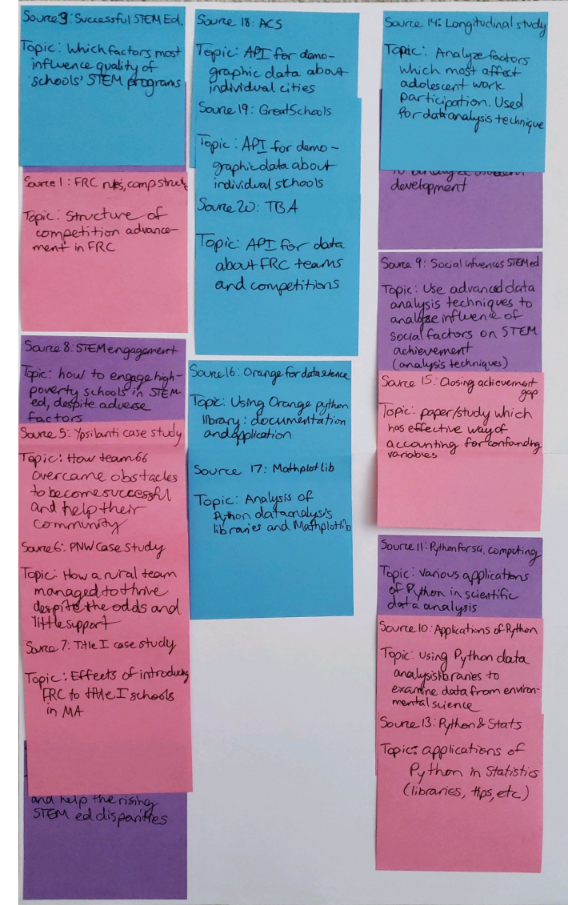 Source 3: Successful STEM Ed.
Topic: Which factors most
influence quality of
schools' STEM programs
Source 1: FRC rules, comp struct
Topic: Structure of
competition advance-
ment in FRC
Source 8: STEM engagement
Topic: how to engage high-
poverty schools in STEM
ed, despite adverse
factors
Source 5: Ypsilanti case study
Topic: How team 66
overcame obstacles
to become successful
and help their
community
Source 6: PNW Case Study
Topic: How a rural team
managed to thrive
despite the odds and
little support
Source 7: Title I case study
Topic: Effects of introducing
FRC to title I schools
in MA
and help the rising
STEM ed disparities
Source 18: ACS
Topic: API for demo-
graphic data about
individual cities
Source 19: GreatSchools
Topic: API for demo-
graphic data about
individual schools
Source 20: TBA
Topic: API for data
about FRC teams
and competitions
Source 16: Orange for data science
Topic: Using Orange python
library: documentation
and application
Source 17: Mathplotlib
Topic: Analysis of
Python data analysis
libraries and Mathplotlib
Source 14: Longitudinal study
Topic: Analyze factors
which most affect
adolescent work
participation. Used
for data analysis technique
development
Source 9: Social influences STEM ed
Topic: Use advanced data
analysis techniques to
analyze influence of
social factors on STEM
achievement
(analysis techniques)
Source 15: Closing achievement
gap
Topic: paper/study which
has effective way of
accounting for confounding
variables
Source 11: Python for sci. computing
Topic: various applications
of Python in scientific
data analysis
Source 10: Applications of Python
Topic: Using Python data
analysis libraries to
examine data from environ-
mental science
Source 13: Python & Stats
Topic: applications of
Python in Statistics
(libraries, tips, etc)